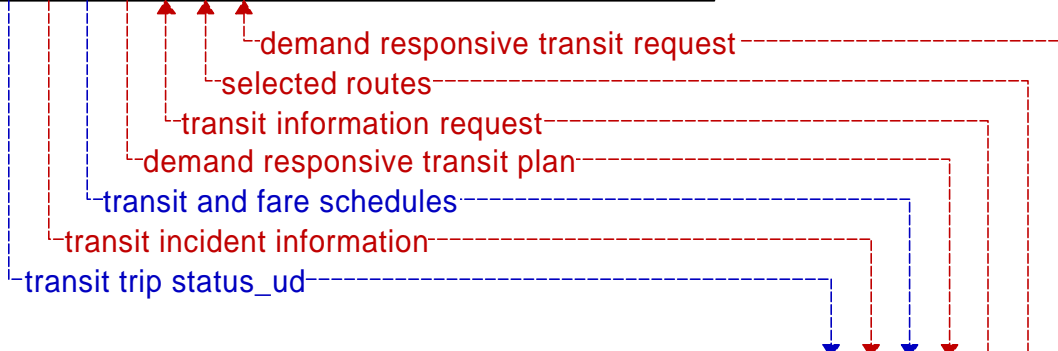 demand responsive transit request
selected routes
transit information request
demand responsive transit plan
transit and fare schedules
transit incident information
transit trip status_ud